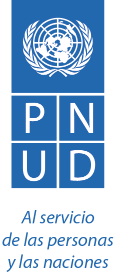 P N
U D
Al servicio
de las personas
y las naciones